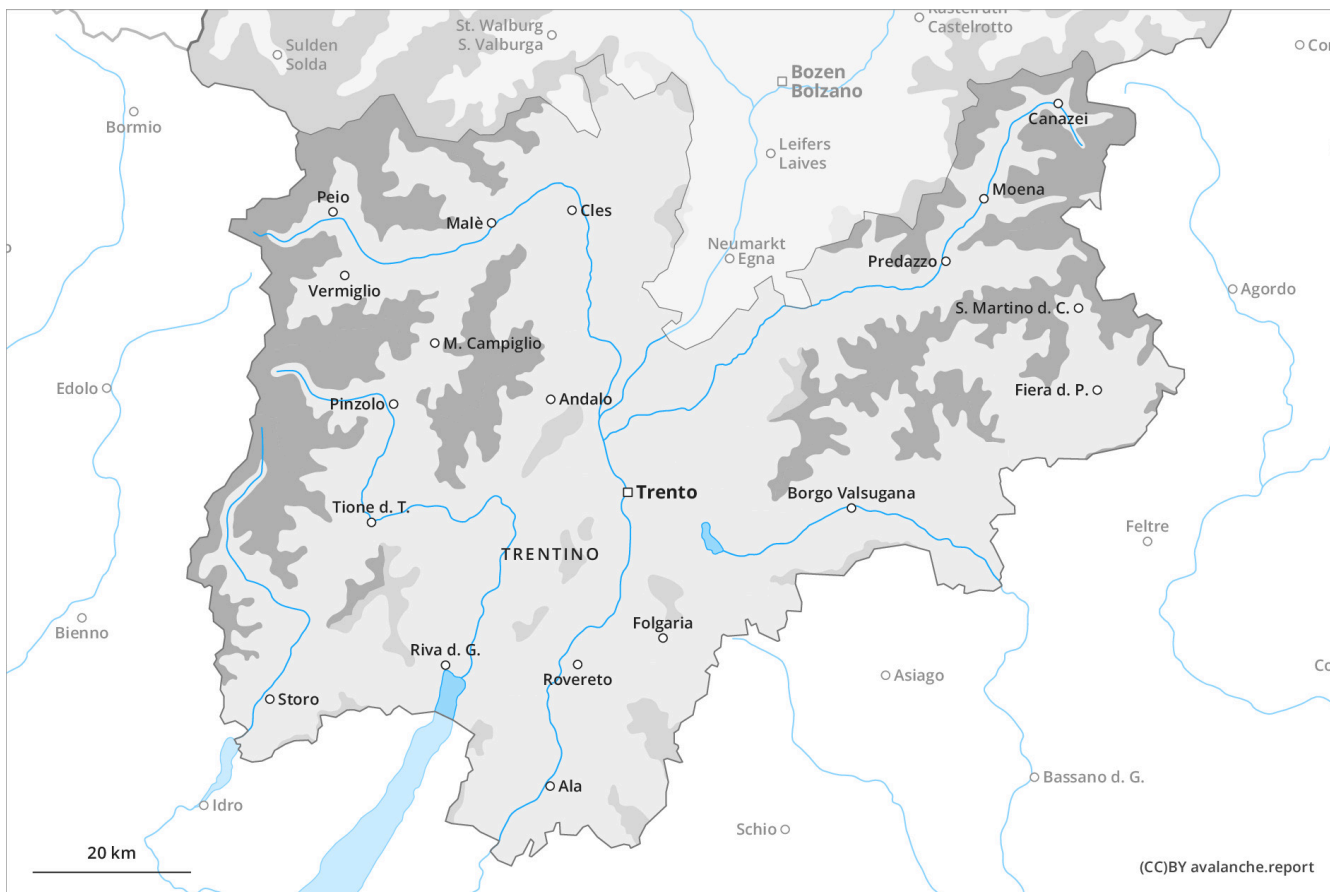 St. Walburg
S. Valburga
Castelrotto
Sulden
Solda
Bozen
Bolzano
Bormio
Canazei
Leifers
Laives
Peio
Moena
Malè
Cles
Neumarkt
Egna
Predazzo
Vermiglio
Agordo
S. Martino d. C.
M. Campiglio
Edolo
Fiera d. P.
Pinzolo
Andalo
Trento
Borgo Valsugana
Tione d. T.
Feltre
TRENTINO
Bienno
Folgaria
Riva d. G.
Rovereto
Asiago
Storo
Ala
Bassano d. G.
Idro
Schio
20 km
(CC)BY avalanche.report